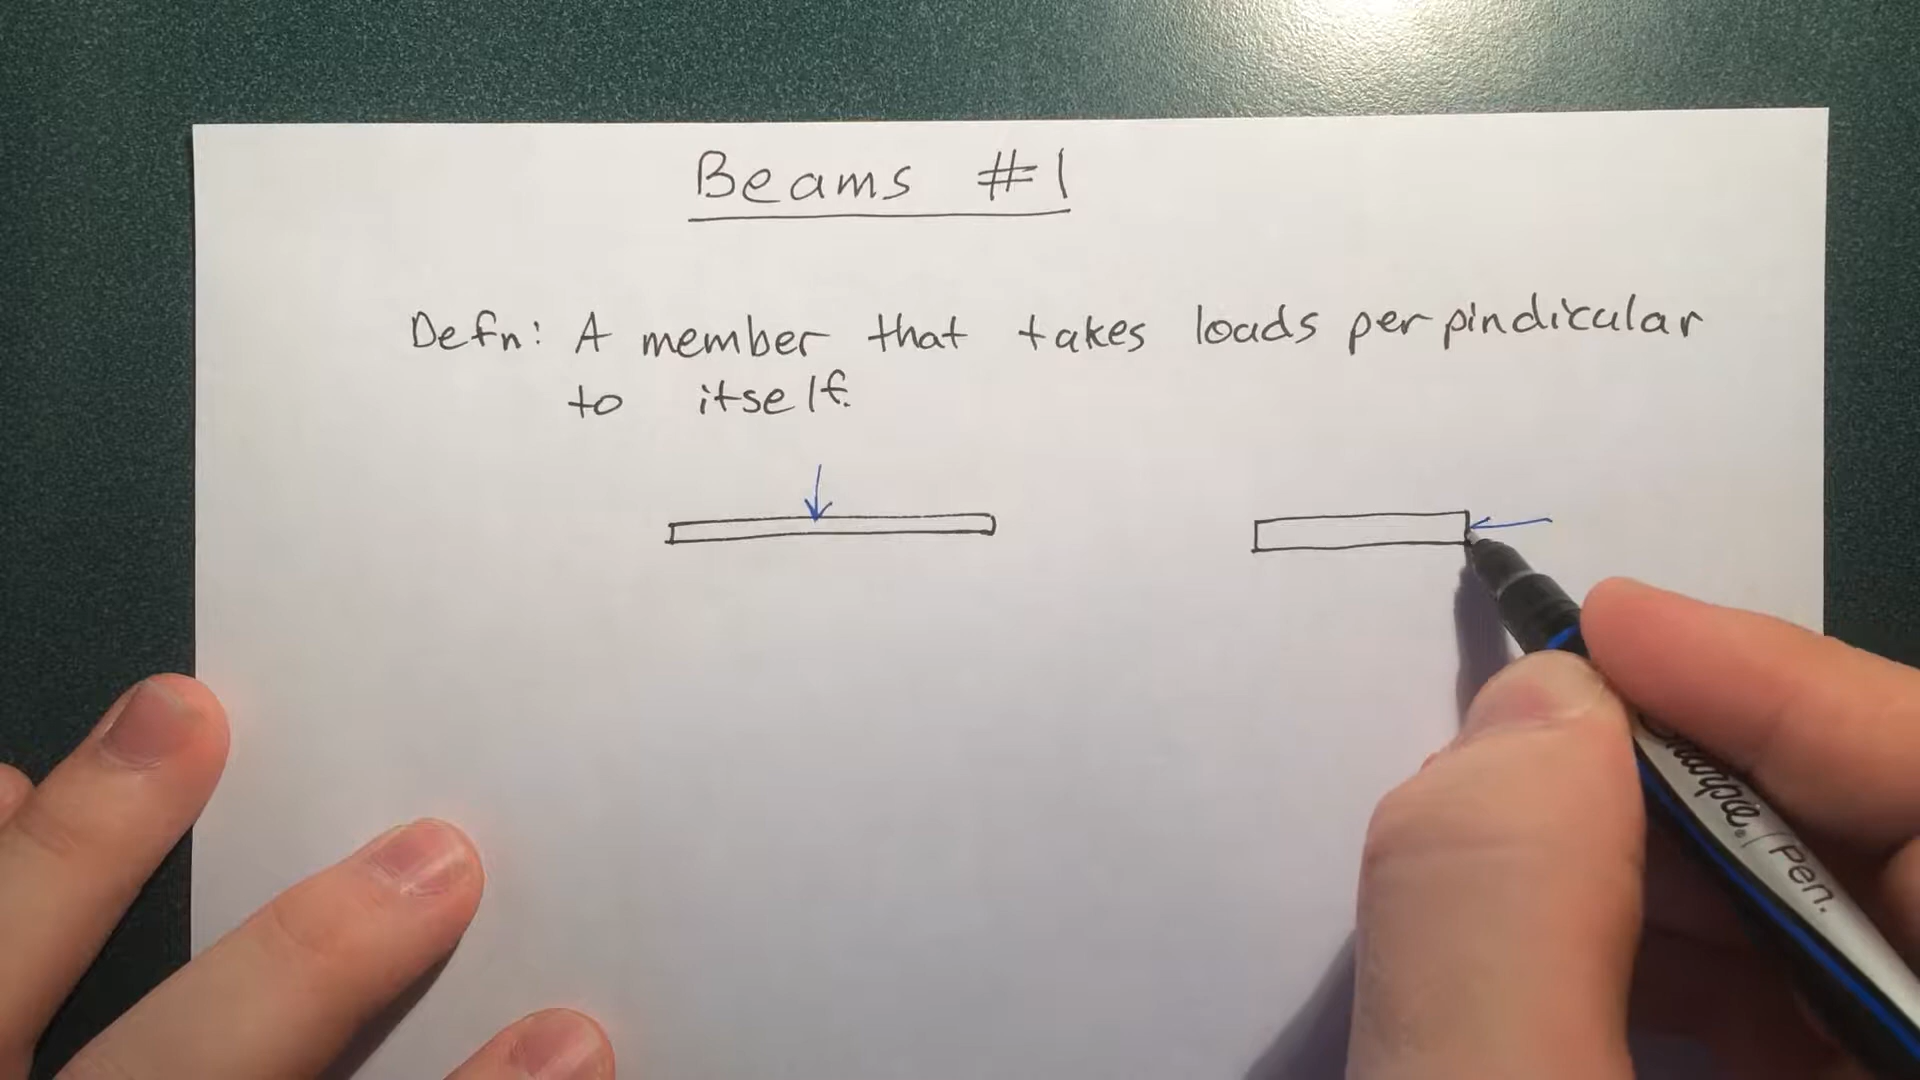 Beams #1
Defn: A member that takes loads perpindicular
to itself.
Sharpie. | Pen.